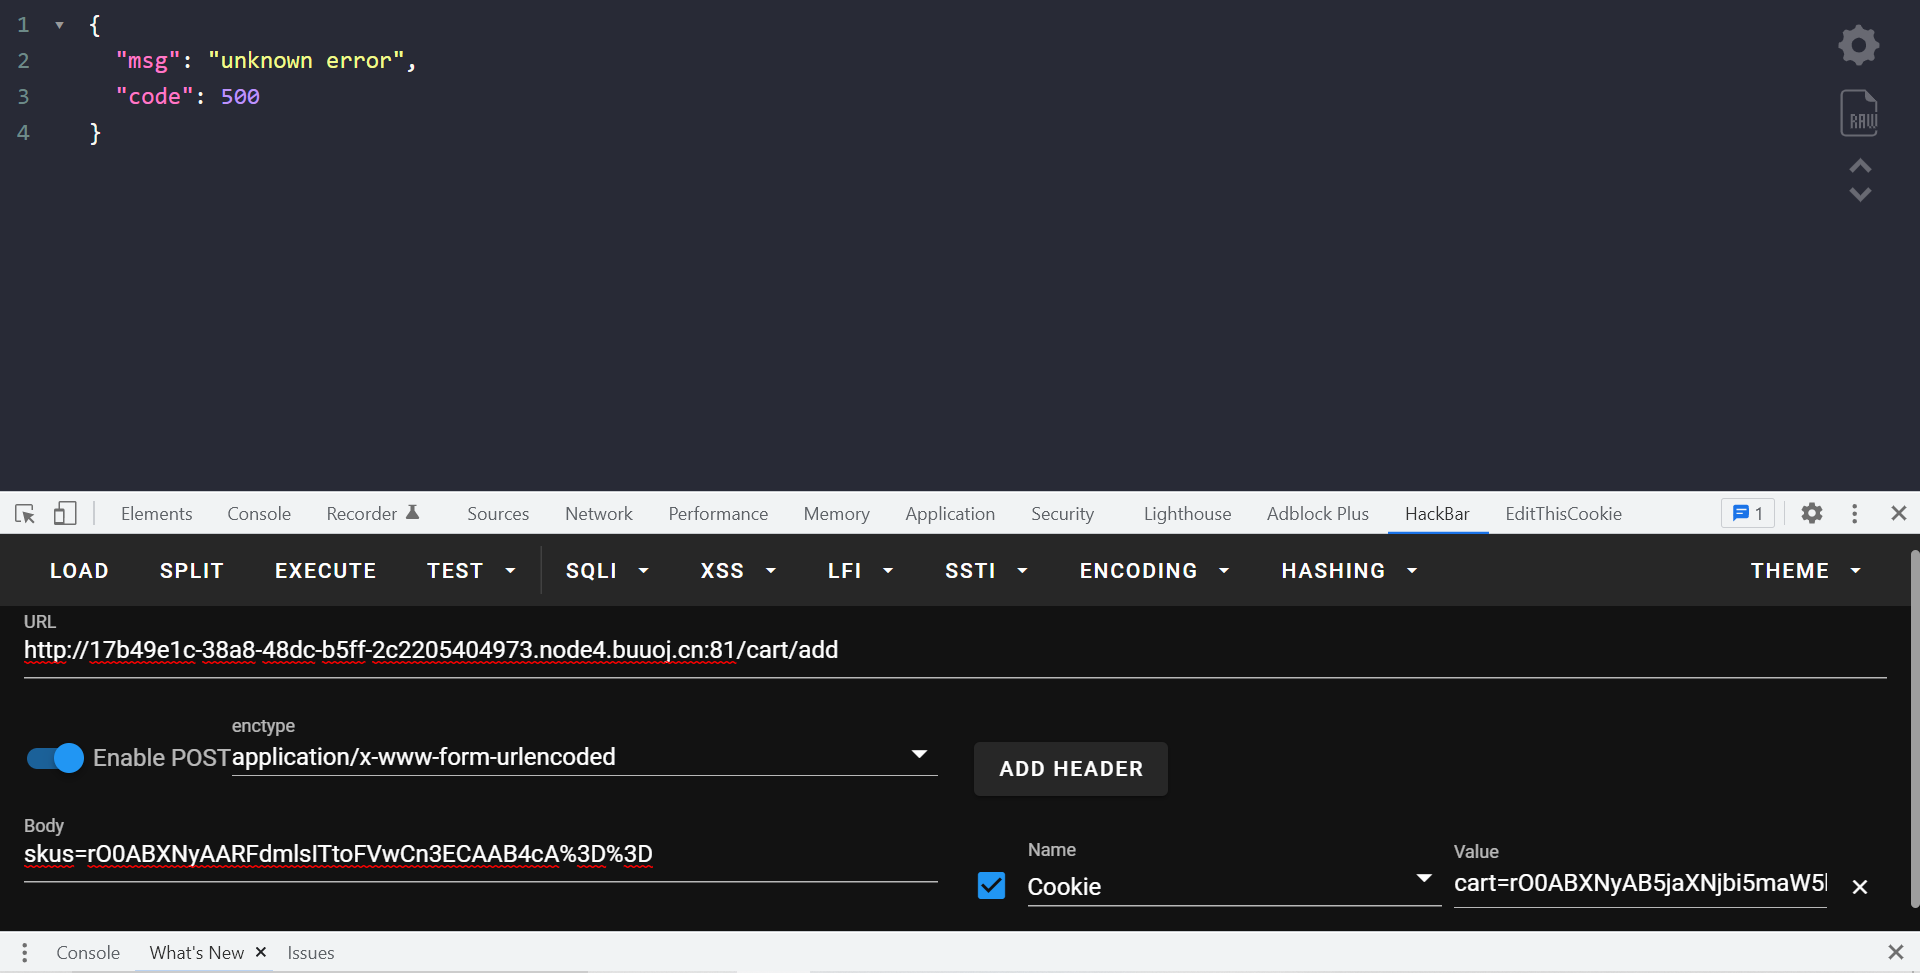 1 {
2 "msg": "unknown error",
3 "code": 500
4 }
RAW
Elements Console Recorder Sources Network Performance Memory Application Security Lighthouse Adblock Plus HackBar EditThisCookie 1
LOAD SPLIT EXECUTE TEST SQLI XSS LFI SSTI ENCODING HASHING THEME
URL
http://17b49e1c-38a8-48dc-b5ff-2c2205404973.node4.buuoj.cn:81/cart/add
enctype
Enable POST application/x-www-form-urlencoded
ADD HEADER
Body
skus=rO0ABXNyAARFdmlsITtoFVwCn3ECAAB4cA%3D%3D
Name
Cookie
Value
cart=rO0ABXNyAB5jaXNjbi5maW5
Console What's New Issues